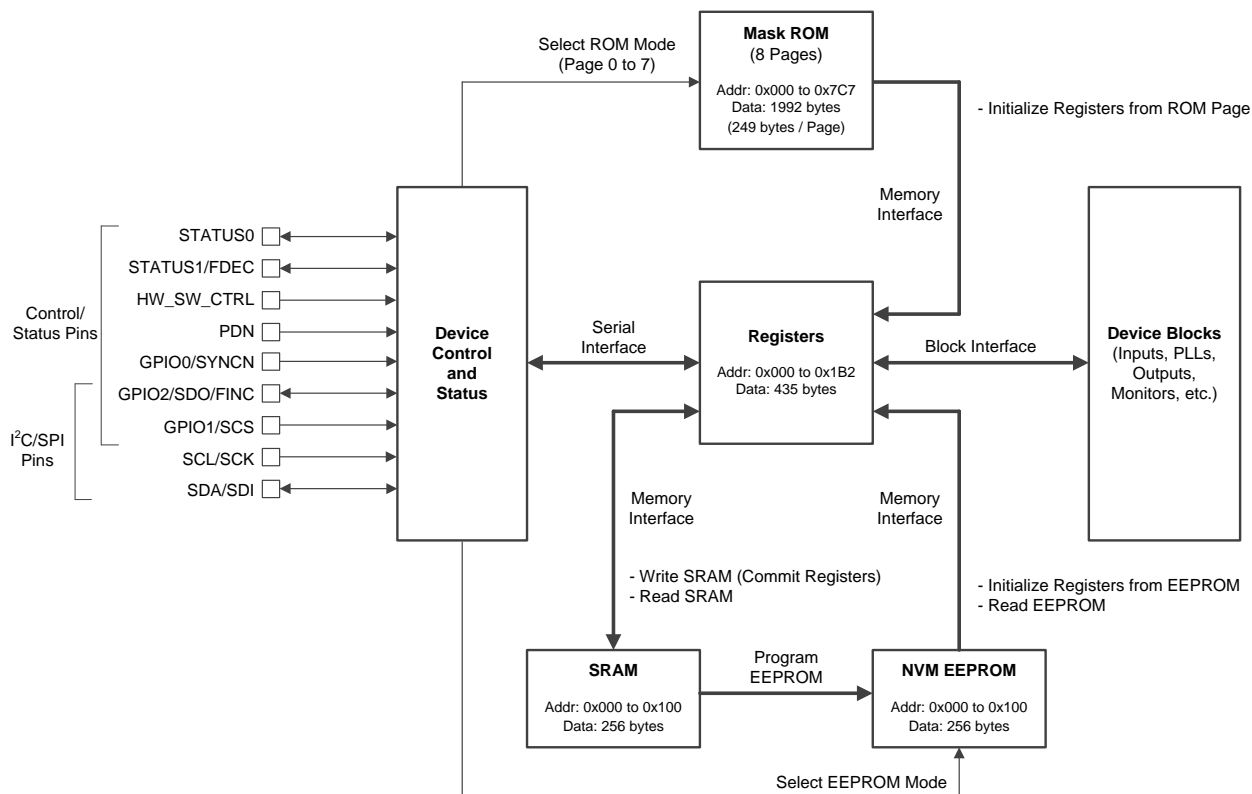 Select ROM Mode
(Page 0 to 7)
Mask ROM
(8 Pages)
Addr: 0x000 to 0x7C7
Data: 1992 bytes
(249 bytes / Page)
- Initialize Registers from ROM Page
Memory
Interface
Control/
Status Pins
I²C/SPI
Pins
STATUS0
STATUS1/FDEC
HW_SW_CTRL
PDN
GPIO0/SYNCN
GPIO2/SDO/FINC
GPIO1/SCS
SCL/SCK
SDA/SDI
Device
Control
and
Status
Serial
Interface
Registers
Addr: 0x000 to 0x1B2
Data: 435 bytes
Block Interface
Device Blocks
(Inputs, PLLs,
Outputs,
Monitors, etc.)
Memory
Interface
- Write SRAM (Commit Registers)
- Read SRAM
Memory
Interface
- Initialize Registers from EEPROM
- Read EEPROM
SRAM
Addr: 0x000 to 0x100
Data: 256 bytes
Program
EEPROM
NVM EEPROM
Addr: 0x000 to 0x100
Data: 256 bytes
Select EEPROM Mode